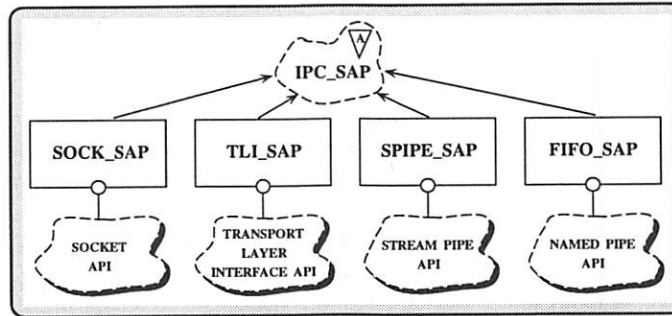 A
IPC_SAP
SOCK_SAP
TLI_SAP
SPIPE_SAP
FIFO_SAP
SOCKET
API
TRANSPORT
LAYER
INTERFACE API
STREAM PIPE
API
NAMED PIPE
API